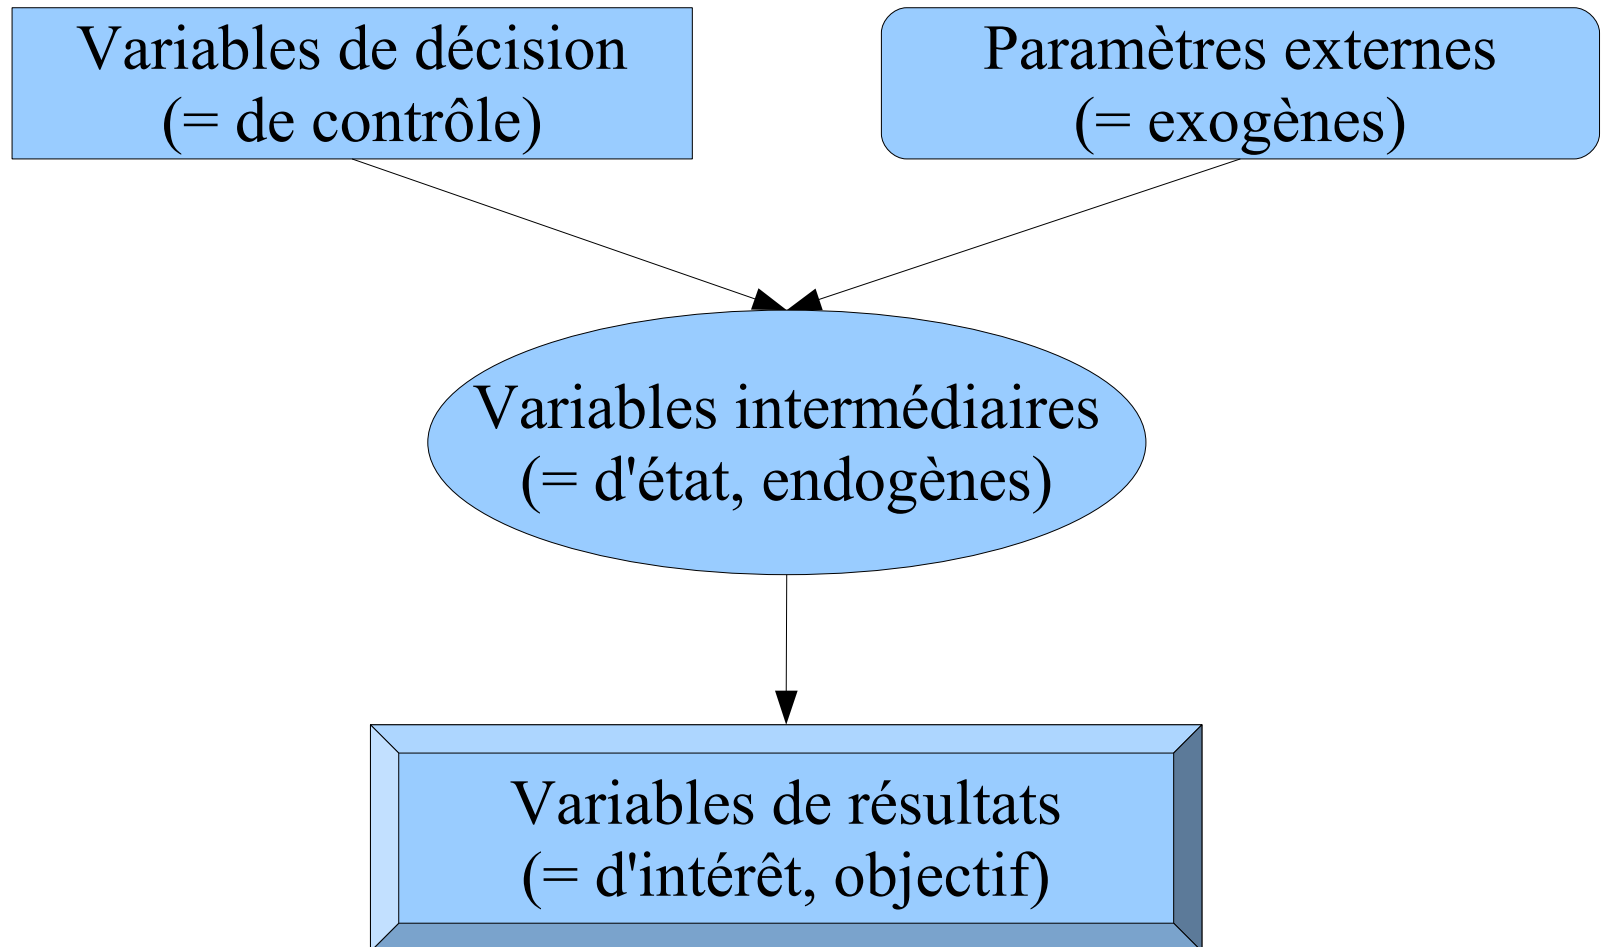 Variables de décision
(= de contrôle)
Paramètres externes
(= exogènes)
Variables intermédiaires
(= d'état, endogènes)
Variables de résultats
(= d'intérêt, objectif)